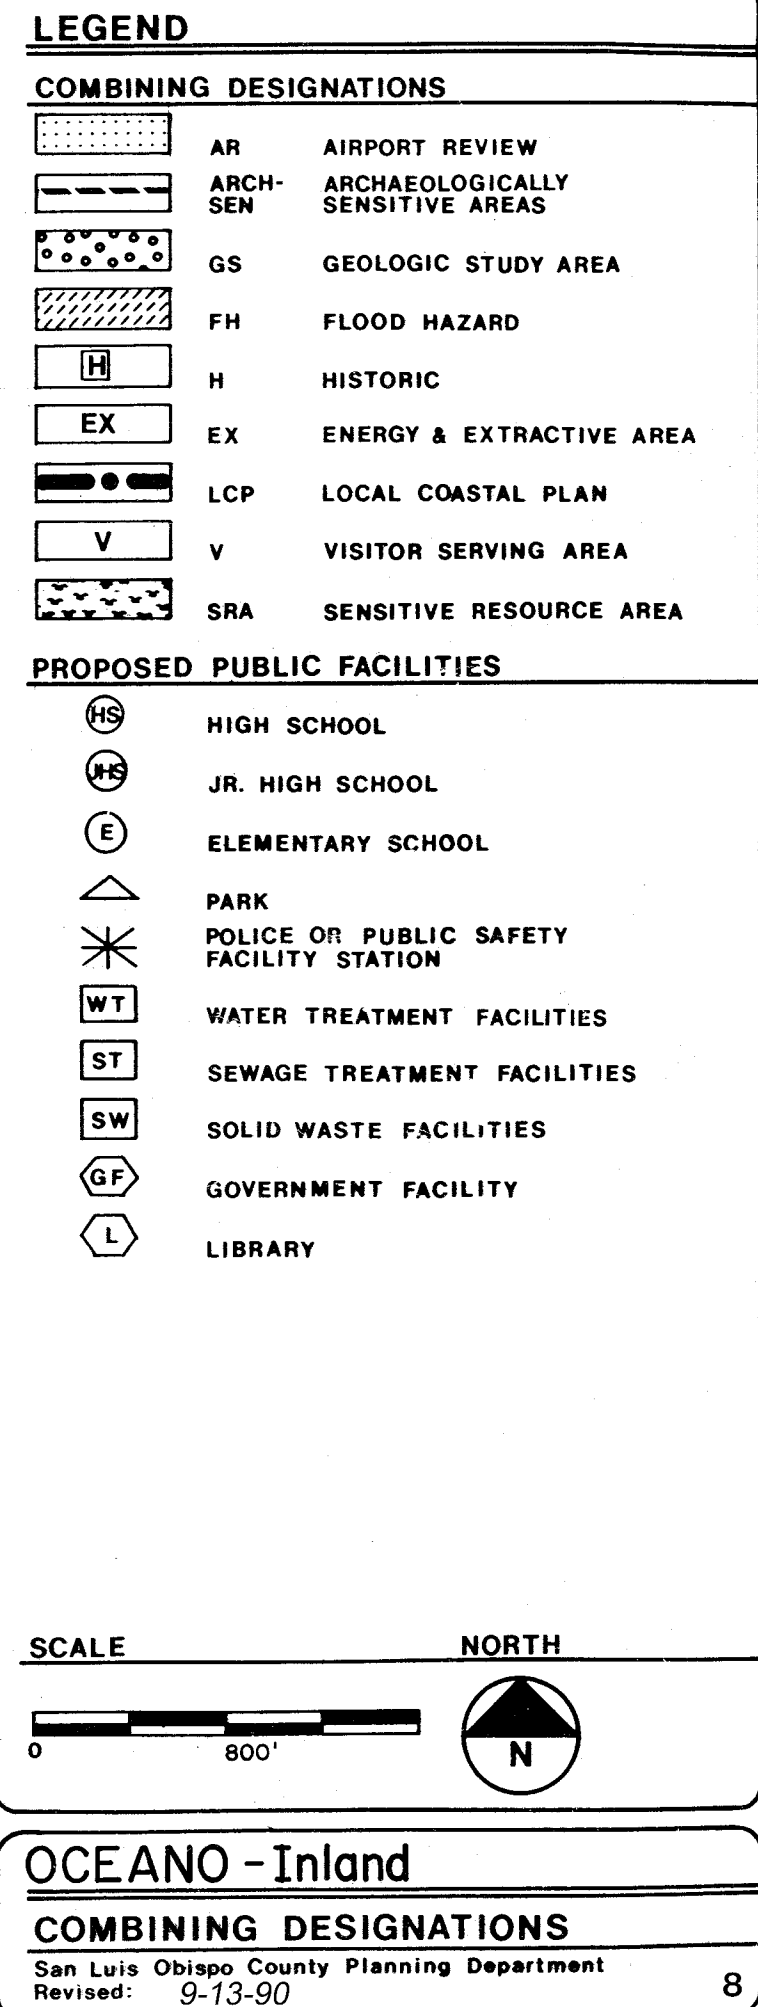 LEGEND
COMBINING DESIGNATIONS
AR AIRPORT REVIEW
ARCH- ARCHAEOLOGICALLY
SEN SENSITIVE AREAS
GS GEOLOGIC STUDY AREA
FH FLOOD HAZARD
H H HISTORIC
EX EX ENERGY & EXTRACTIVE AREA
LCP LOCAL COASTAL PLAN
V V VISITOR SERVING AREA
SRA SENSITIVE RESOURCE AREA
PROPOSED PUBLIC FACILITIES
HS HIGH SCHOOL
JHS JR. HIGH SCHOOL
E ELEMENTARY SCHOOL
PARK
POLICE OR PUBLIC SAFETY
FACILITY STATION
WT WATER TREATMENT FACILITIES
ST SEWAGE TREATMENT FACILITIES
SW SOLID WASTE FACILITIES
GF GOVERNMENT FACILITY
L LIBRARY
SCALE NORTH
0 800' N
OCEANO - Inland
COMBINING DESIGNATIONS
San Luis Obispo County Planning Department
Revised: 9-13-90 8